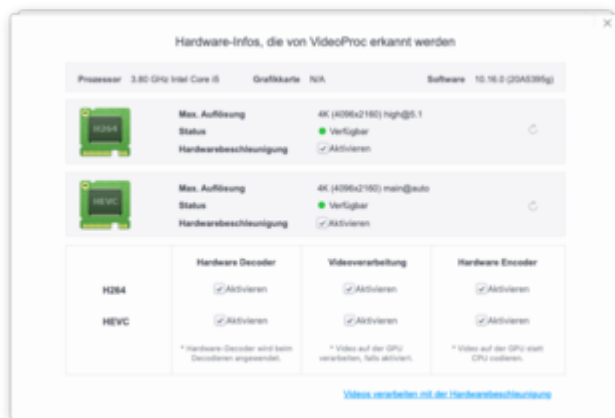 Hardware-Infos, die von VideoProc erkannt werden
Prozessor 3.80 GHz Intel Core i5 Grafikkarte N/A Software 10.16.0 (20A5395g)
H264
Max. Auflösung 4K (4096x2160) high@5.1
Status Verfügbar
Hardwarebeschleunigung Aktivieren
HEVC
Max. Auflösung 4K (4096x2160) main@auto
Status Verfügbar
Hardwarebeschleunigung Aktivieren
Hardware Decoder Videoverarbeitung Hardware Encoder
H264 Aktivieren Aktivieren Aktivieren
HEVC Aktivieren Aktivieren Aktivieren
* Hardware-Decoder wird beim * Video auf der GPU * Video auf der GPU statt
Decodieren angewendet. verarbeiten, falls aktiviert. CPU codieren.
Videos verarbeiten mit der Hardwarebeschleunigung